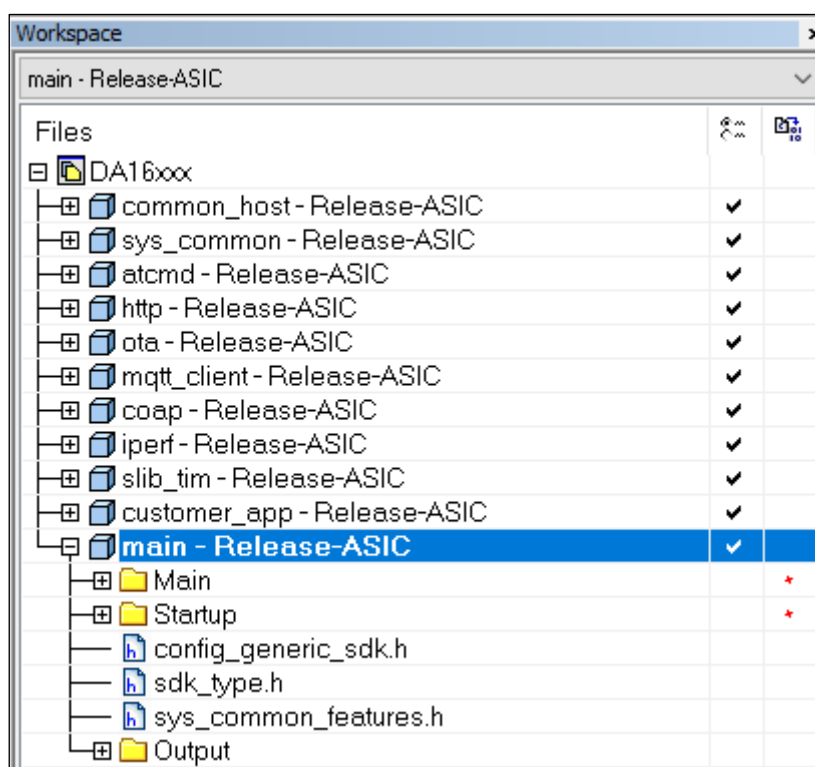 Workspace
main - Release-ASIC
Files
DA16xxx
common_host - Release-ASIC
sys_common - Release-ASIC
atcmd - Release-ASIC
http - Release-ASIC
ota - Release-ASIC
mqtt_client - Release-ASIC
coap - Release-ASIC
iperf - Release-ASIC
slib_tim - Release-ASIC
customer_app - Release-ASIC
main - Release-ASIC
Main
Startup
config_generic_sdk.h
sdk_type.h
sys_common_features.h
Output